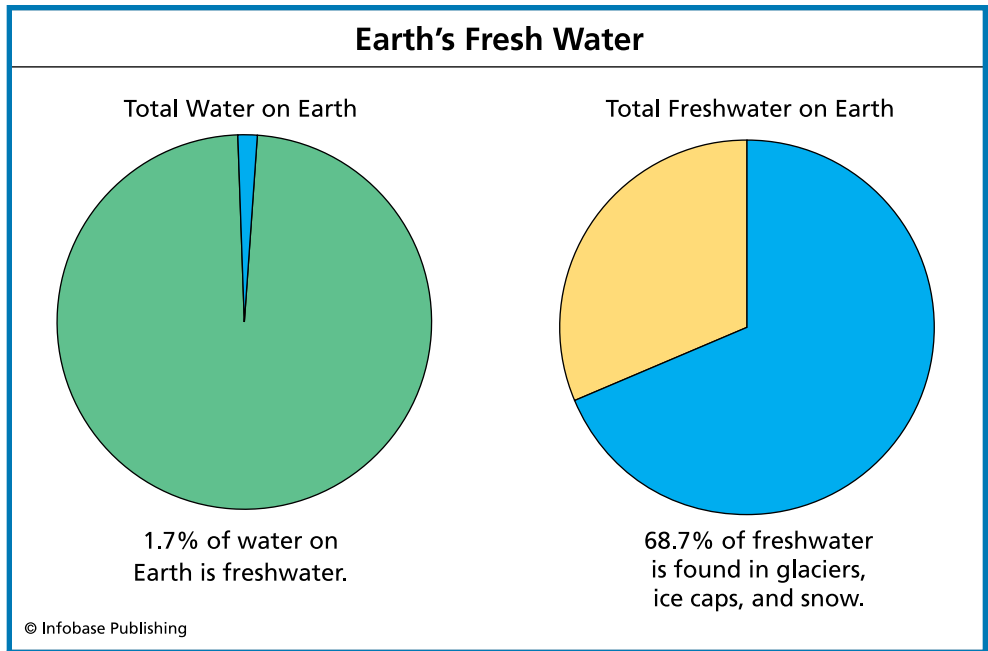 Earth’s Fresh Water
Total Water on Earth
1.7% of water on
Earth is freshwater.
Total Freshwater on Earth
68.7% of freshwater
is found in glaciers,
ice caps, and snow.
© Infobase Publishing